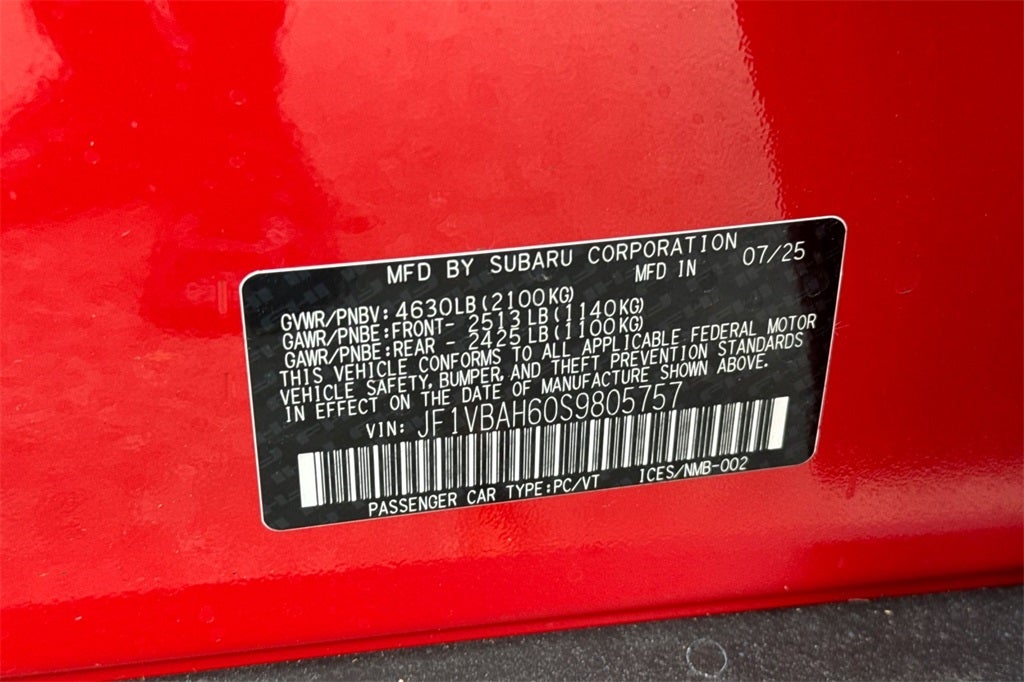 MFD BY SUBARU CORPORATION
MFD IN 07/25
GVWR/PNBV: 4630LB(2100KG)
GAWR/PNBE:FRONT- 2513LB(1140KG)
GAWR/PNBE:REAR - 2425LB(1100KG)
THIS VEHICLE CONFORMS TO ALL APPLICABLE FEDERAL MOTOR
VEHICLE SAFETY, BUMPER, AND THEFT PREVENTION STANDARDS
IN EFFECT ON THE DATE OF MANUFACTURE SHOWN ABOVE.
VIN: JF1VBAH60S9805757
PASSENGER CAR TYPE:PC/VT ICES/NMB-002